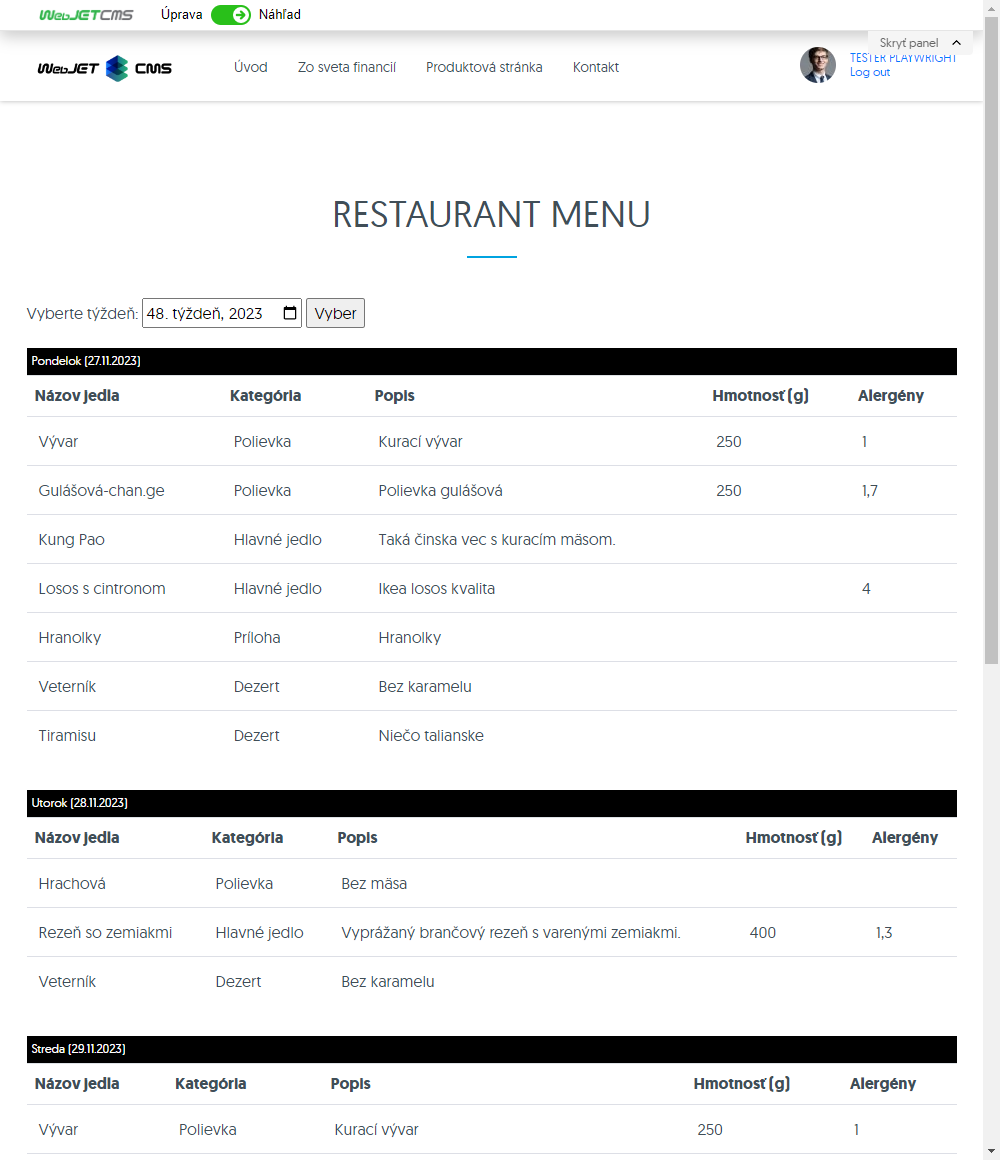 WebJETCMS Úprava Náhľad
Skryť panel
WebJET CMS Úvod Zo sveta financií Produktová stránka Kontakt TESTER PLAYWRIGHT
Log out
RESTAURANT MENU
Vyberte týždeň: 48. týždeň, 2023 Vyber
Pondelok (27.11.2023)
Názov jedla Kategória Popis Hmotnosť (g) Alergény
Vývar Polievka Kurací vývar 250 1
Gulášová-chan.ge Polievka Polievka gulášová 250 1,7
Kung Pao Hlavné jedlo Taká činska vec s kuracím mäsom.
Losos s cintronom Hlavné jedlo Ikea losos kvalita 4
Hranolky Príloha Hranolky
Veterník Dezert Bez karamelu
Tiramisu Dezert Niečo talianske
Utorok (28.11.2023)
Názov jedla Kategória Popis Hmotnosť (g) Alergény
Hrachová Polievka Bez mäsa
Rezeň so zemiakmi Hlavné jedlo Vyprážaný brančový rezeň s varenými zemiakmi. 400 1,3
Veterník Dezert Bez karamelu
Streda (29.11.2023)
Názov jedla Kategória Popis Hmotnosť (g) Alergény
Vývar Polievka Kurací vývar 250 1